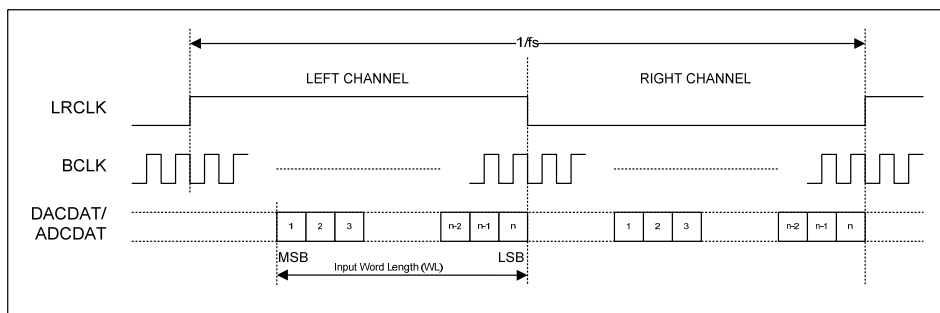 1/fs
LEFT CHANNEL RIGHT CHANNEL
LRCLK
BCLK
DACDAT/
ADCDAT
1 2 3 n-2 n-1 n 1 2 3 n-2 n-1 n
MSB LSB
Input Word Length (WL)